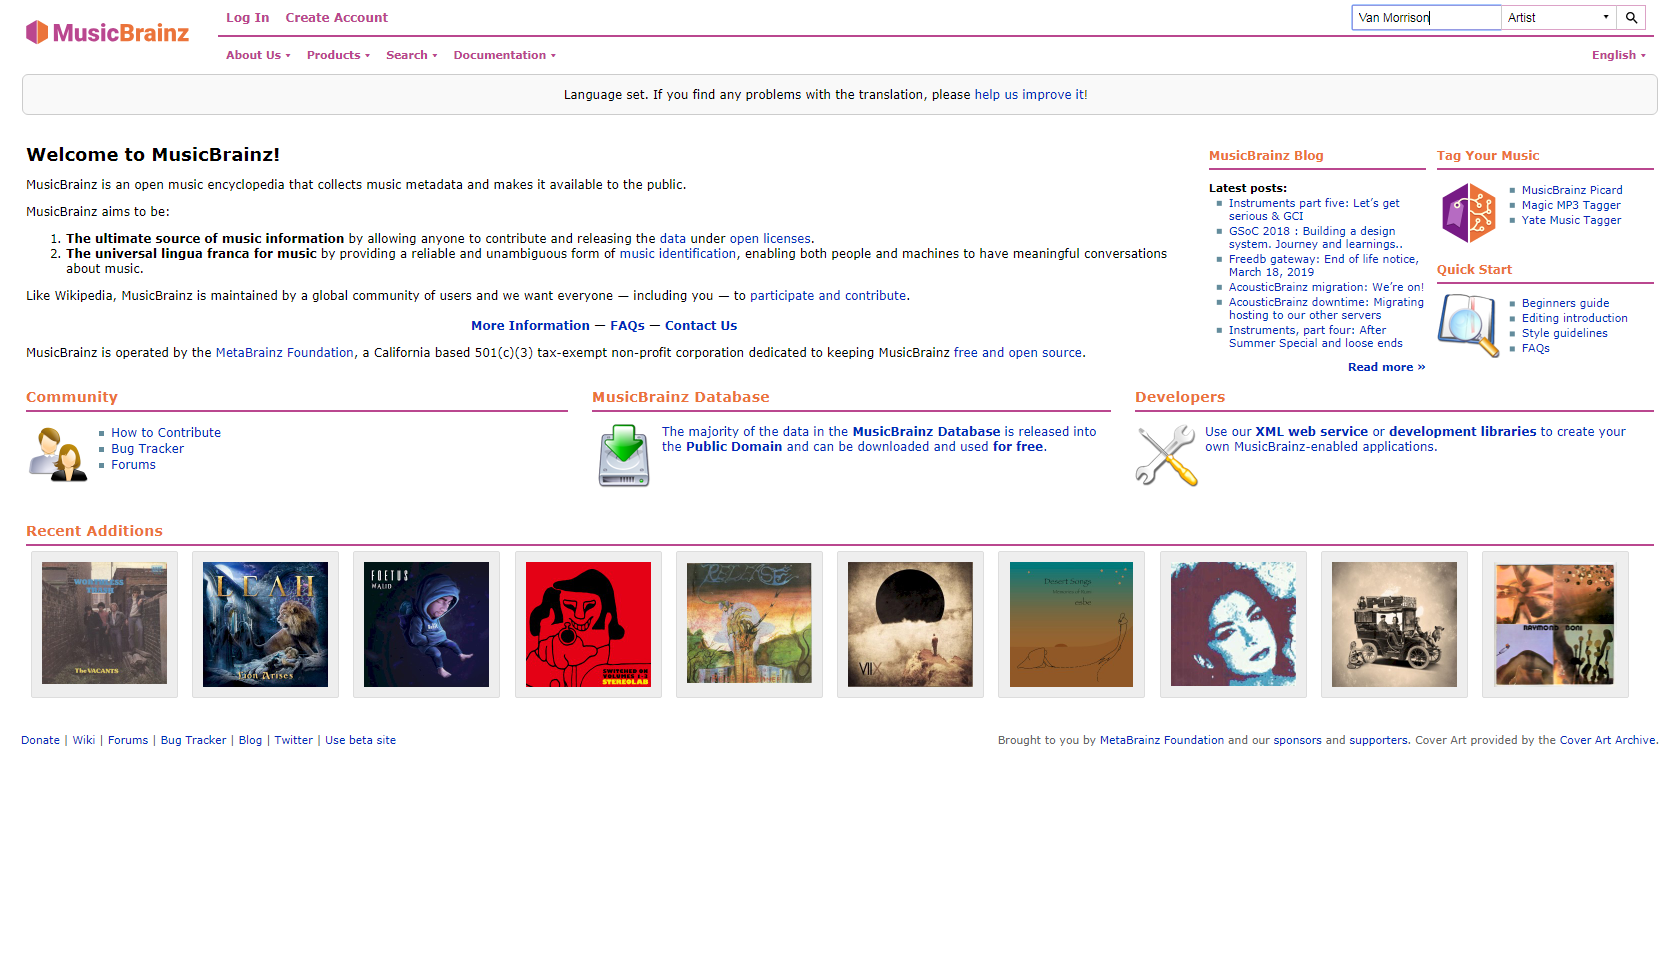 MusicBrainz
Log In Create Account
Van Morrison Artist
About Us Products Search Documentation English
Language set. If you find any problems with the translation, please help us improve it!
Welcome to MusicBrainz!
MusicBrainz is an open music encyclopedia that collects music metadata and makes it available to the public.
MusicBrainz aims to be:
1. The ultimate source of music information by allowing anyone to contribute and releasing the data under open licenses.
2. The universal lingua franca for music by providing a reliable and unambiguous form of music identification, enabling both people and machines to have meaningful conversations
about music.
Like Wikipedia, MusicBrainz is maintained by a global community of users and we want everyone — including you — to participate and contribute.
More Information — FAQs — Contact Us
MusicBrainz is operated by the MetaBrainz Foundation, a California based 501(c)(3) tax-exempt non-profit corporation dedicated to keeping MusicBrainz free and open source.
MusicBrainz Blog
Latest posts:
Instruments part five: Let's get
serious & GCI
GSoC 2018 : Building a design
system. Journey and learnings..
Freedb gateway: End of life notice,
March 18, 2019
AcousticBrainz migration: We're on!
AcousticBrainz downtime: Migrating
hosting to our other servers
Instruments, part four: After
Summer Special and loose ends
Read more »
Tag Your Music
MusicBrainz Picard
Magic MP3 Tagger
Yate Music Tagger
Quick Start
Beginners guide
Editing introduction
Style guidelines
FAQs
Community
How to Contribute
Bug Tracker
Forums
MusicBrainz Database
The majority of the data in the MusicBrainz Database is released into
the Public Domain and can be downloaded and used for free.
Developers
Use our XML web service or development libraries to create your
own MusicBrainz-enabled applications.
Recent Additions
The VACANTS
LEAH
FOETUS
STEREOLAB
VIIX
Desert Songs
esbe
RAYMOND BONI
Donate | Wiki | Forums | Bug Tracker | Blog | Twitter | Use beta site
Brought to you by MetaBrainz Foundation and our sponsors and supporters. Cover Art provided by the Cover Art Archive.